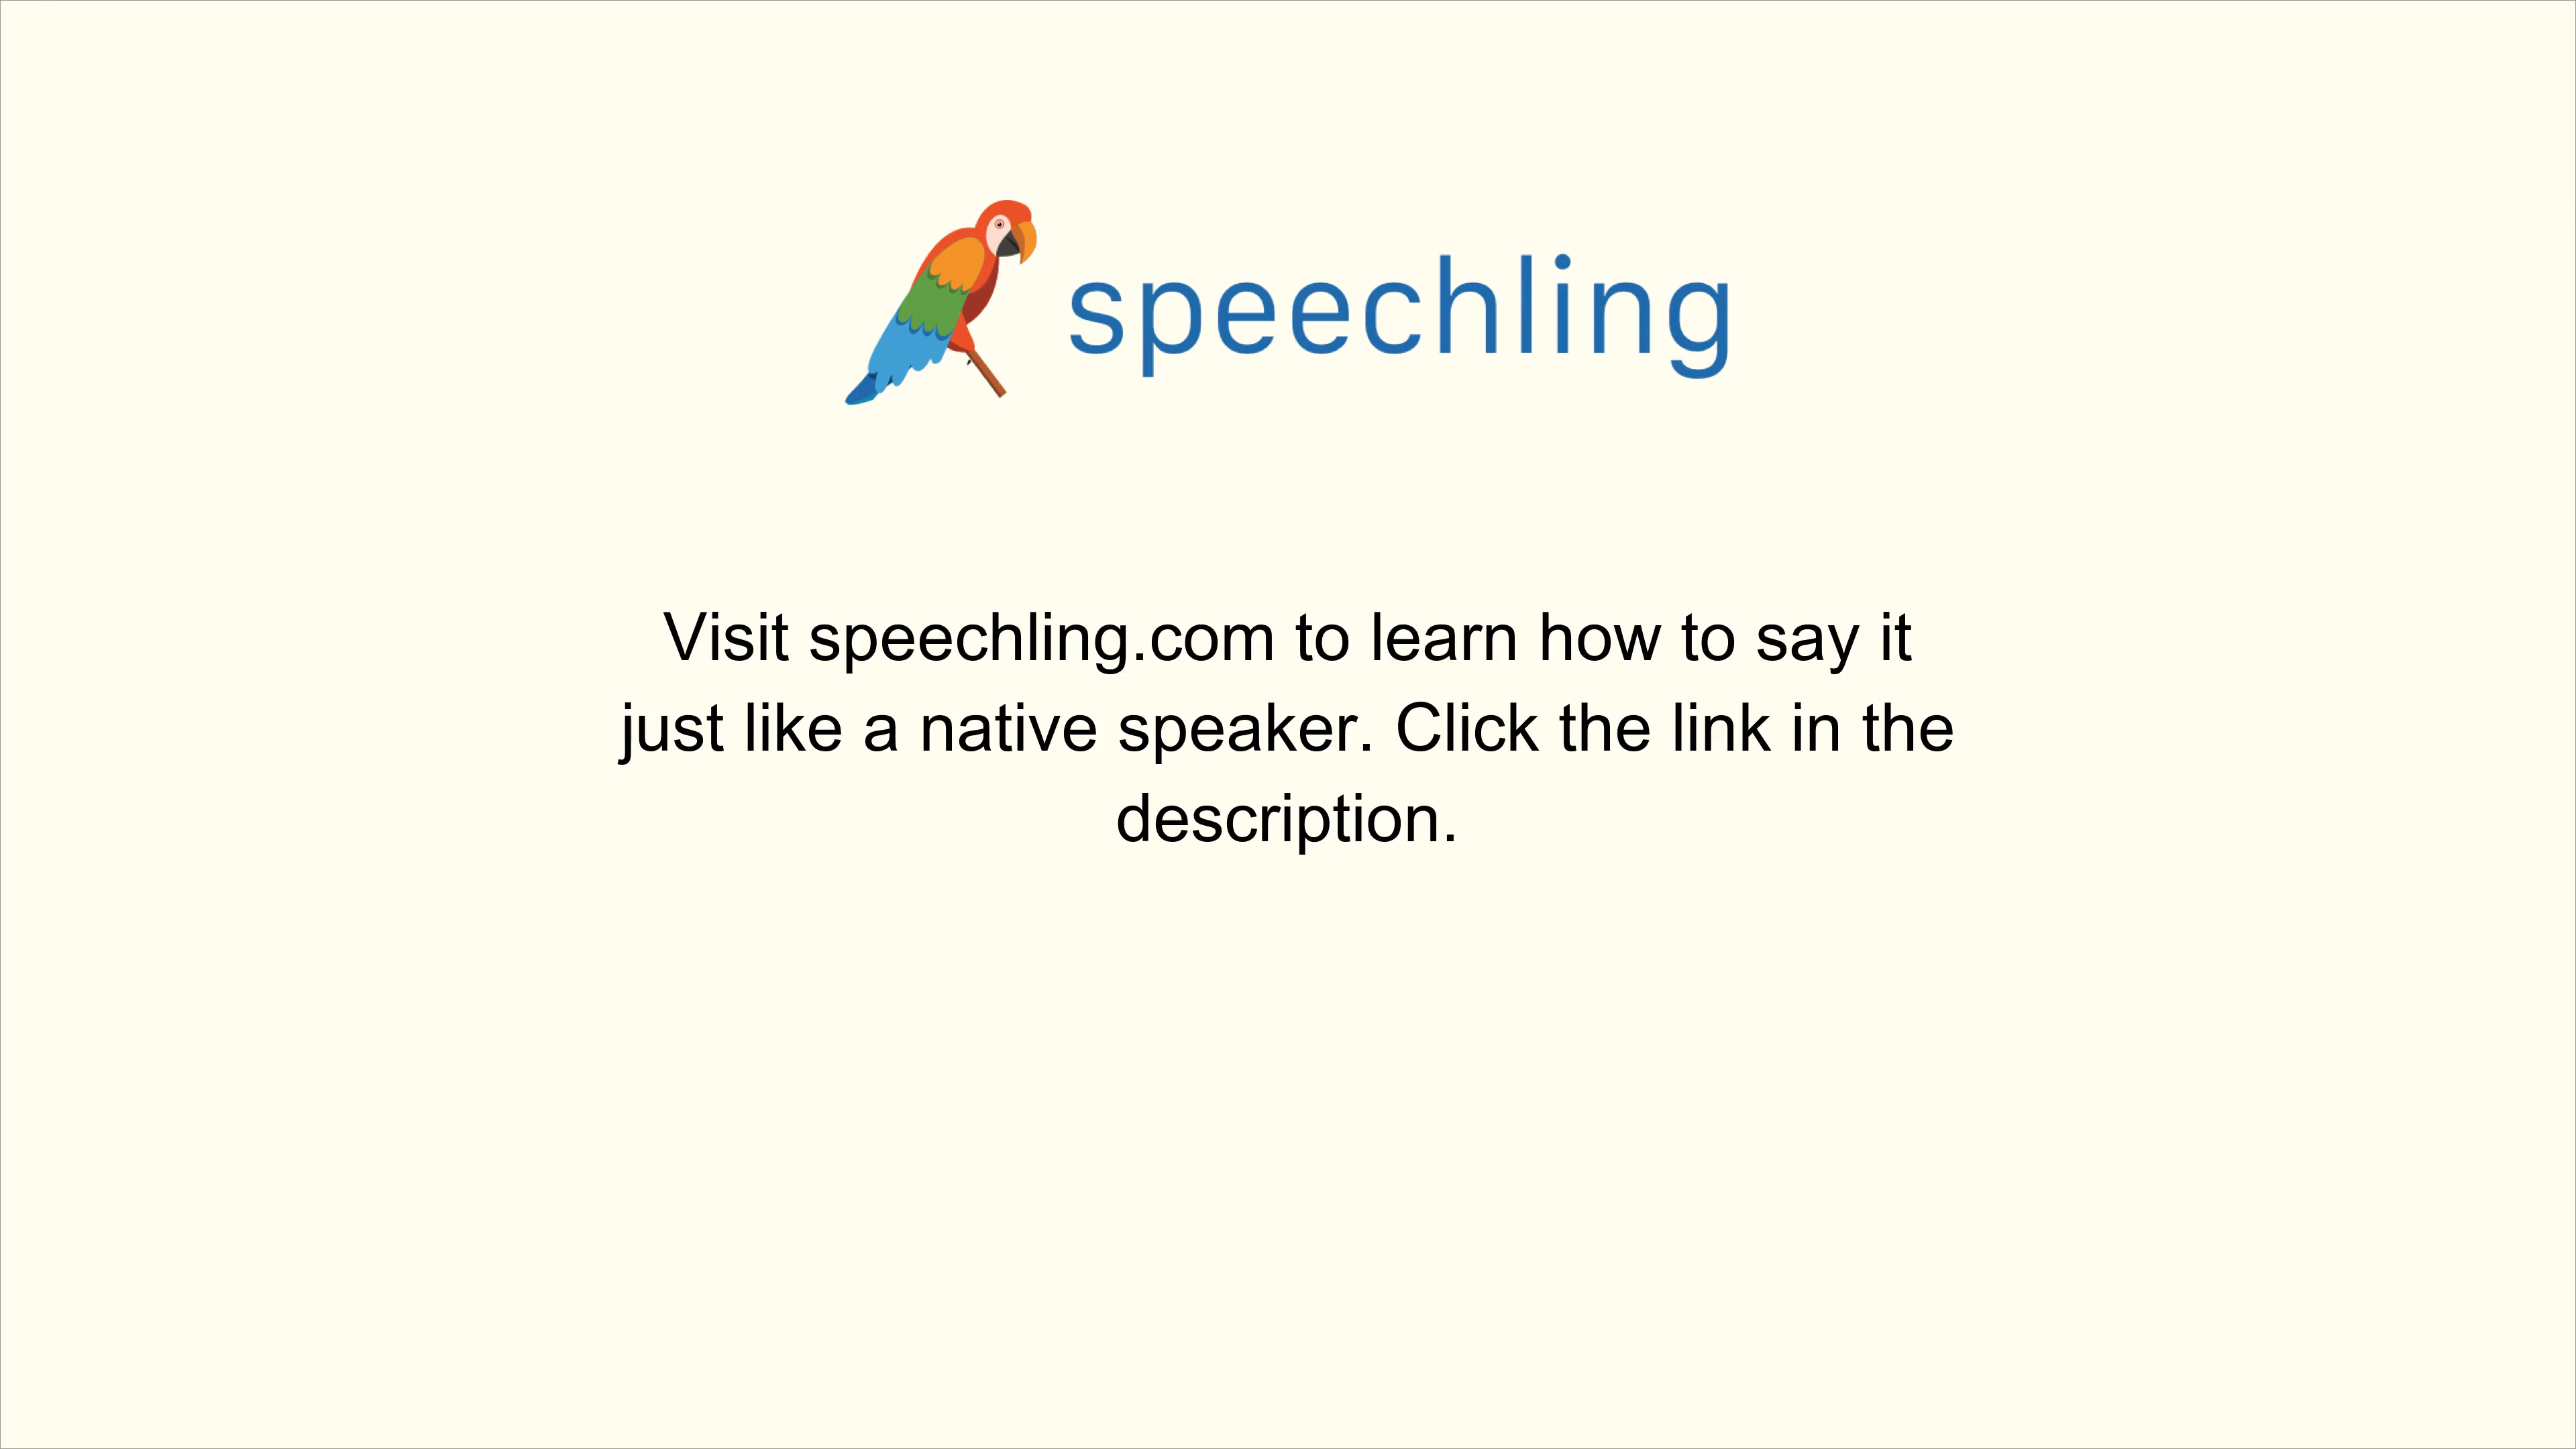 speechling
Visit speechling.com to learn how to say it
just like a native speaker. Click the link in the
description.